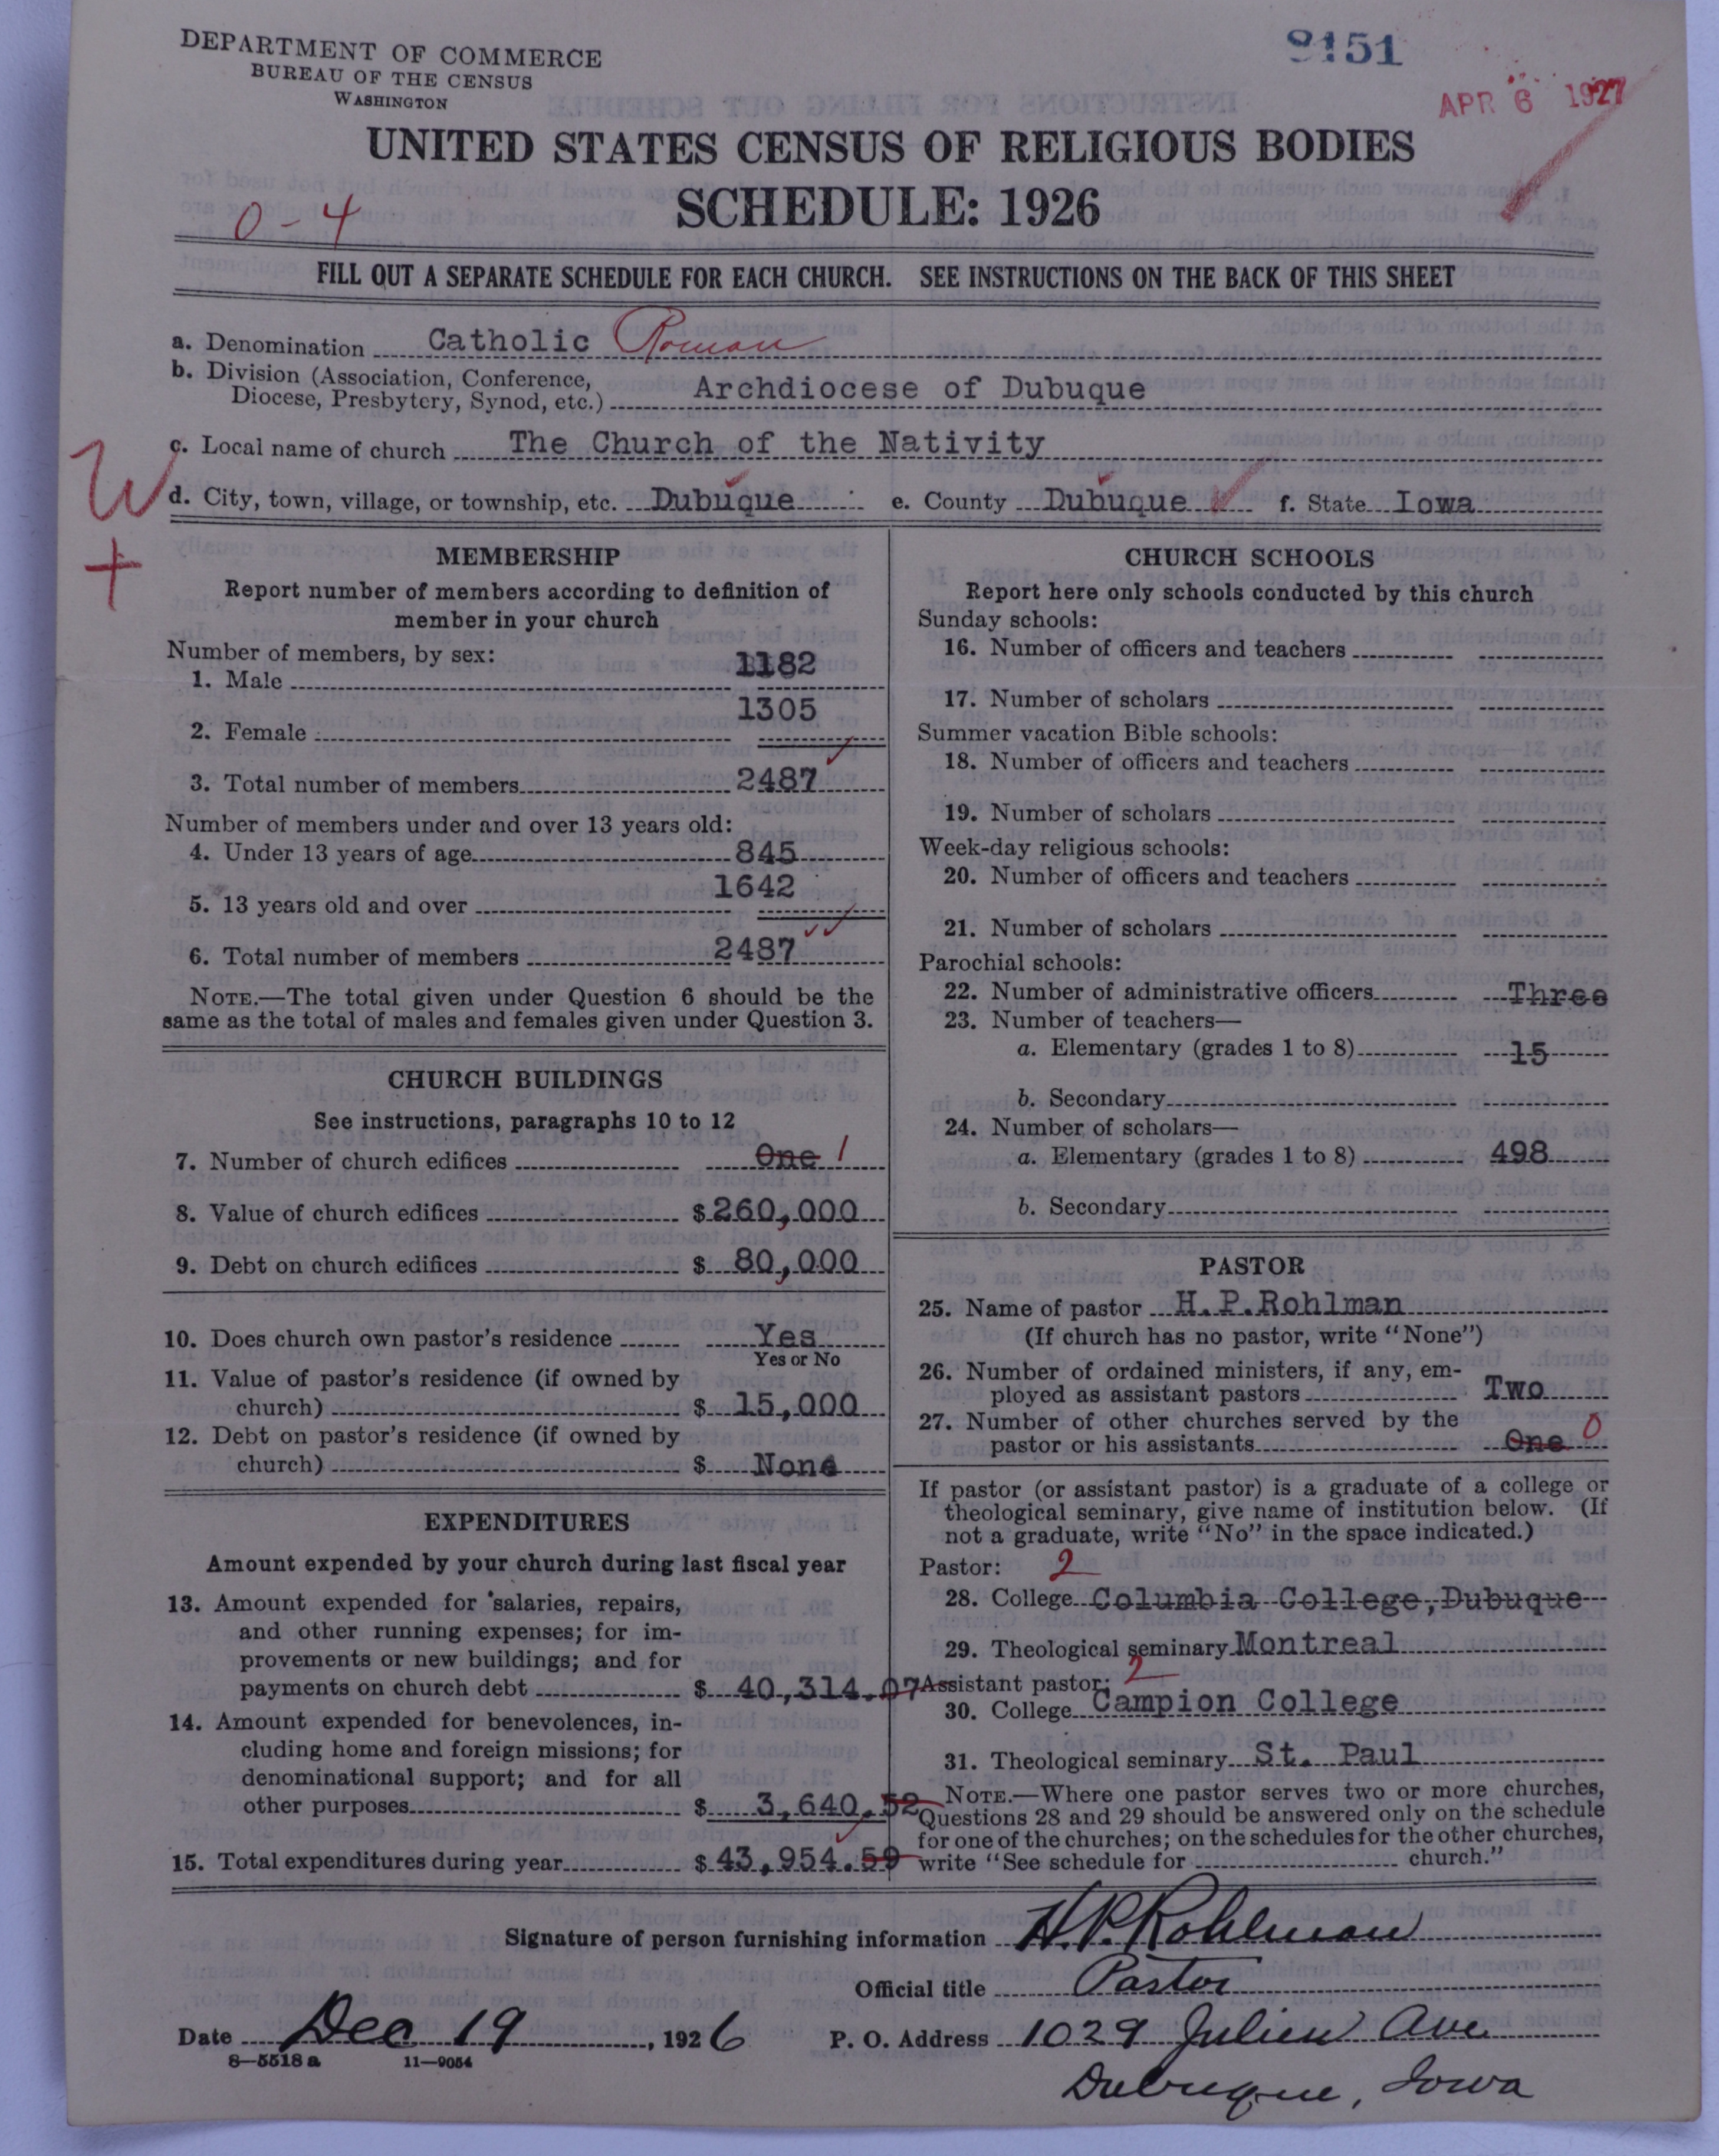 DEPARTMENT OF COMMERCE
BUREAU OF THE CENSUS
WASHINGTON
9151
APR 6 1927
UNITED STATES CENSUS OF RELIGIOUS BODIES
SCHEDULE: 1926
0-4
FILL OUT A SEPARATE SCHEDULE FOR EACH CHURCH. SEE INSTRUCTIONS ON THE BACK OF THIS SHEET
a. Denomination Catholic Roman
b. Division (Association, Conference,
Diocese, Presbytery, Synod, etc.) Archdiocese of Dubuque
c. Local name of church The Church of the Nativity
W
d. City, town, village, or township, etc. Dubuque e. County Dubuque f. State Iowa
+
MEMBERSHIP
Report number of members according to definition of
member in your church
Number of members, by sex:
1. Male 1182
2. Female 1305
3. Total number of members 2487
Number of members under and over 13 years old:
4. Under 13 years of age 845
5. 13 years old and over 1642
6. Total number of members 2487
NOTE.—The total given under Question 6 should be the
same as the total of males and females given under Question 3.
CHURCH BUILDINGS
See instructions, paragraphs 10 to 12
7. Number of church edifices One 1
8. Value of church edifices $260,000
9. Debt on church edifices $ 80,000
10. Does church own pastor's residence Yes
Yes or No
11. Value of pastor's residence (if owned by
church) $ 15,000
12. Debt on pastor's residence (if owned by
church) $ None
EXPENDITURES
Amount expended by your church during last fiscal year
13. Amount expended for salaries, repairs,
and other running expenses; for im-
provements or new buildings; and for
payments on church debt $ 40,314.07
14. Amount expended for benevolences, in-
cluding home and foreign missions; for
denominational support; and for all
other purposes $ 3,640.52
15. Total expenditures during year $ 43,954.59
CHURCH SCHOOLS
Report here only schools conducted by this church
Sunday schools:
16. Number of officers and teachers
17. Number of scholars
Summer vacation Bible schools:
18. Number of officers and teachers
19. Number of scholars
Week-day religious schools:
20. Number of officers and teachers
21. Number of scholars
Parochial schools:
22. Number of administrative officers Three
23. Number of teachers—
a. Elementary (grades 1 to 8) 15
b. Secondary
24. Number of scholars—
a. Elementary (grades 1 to 8) 498
b. Secondary
PASTOR
25. Name of pastor H.P.Rohlman
(If church has no pastor, write "None")
26. Number of ordained ministers, if any, em-
ployed as assistant pastors Two
27. Number of other churches served by the
pastor or his assistants One 0
If pastor (or assistant pastor) is a graduate of a college or
theological seminary, give name of institution below. (If
not a graduate, write "No" in the space indicated.)
Pastor: 2
28. College Columbia College,Dubuque
29. Theological seminary Montreal
Assistant pastor: 2
30. College Campion College
31. Theological seminary St. Paul
NOTE.—Where one pastor serves two or more churches,
Questions 28 and 29 should be answered only on the schedule
for one of the churches; on the schedules for the other churches,
write "See schedule for church."
Signature of person furnishing information H.P. Rohlman
Official title Pastor
Date Dec 19, 1926 P. O. Address 1029 Julien Ave
8—5518 a 11—9054
Dubuque, Iowa